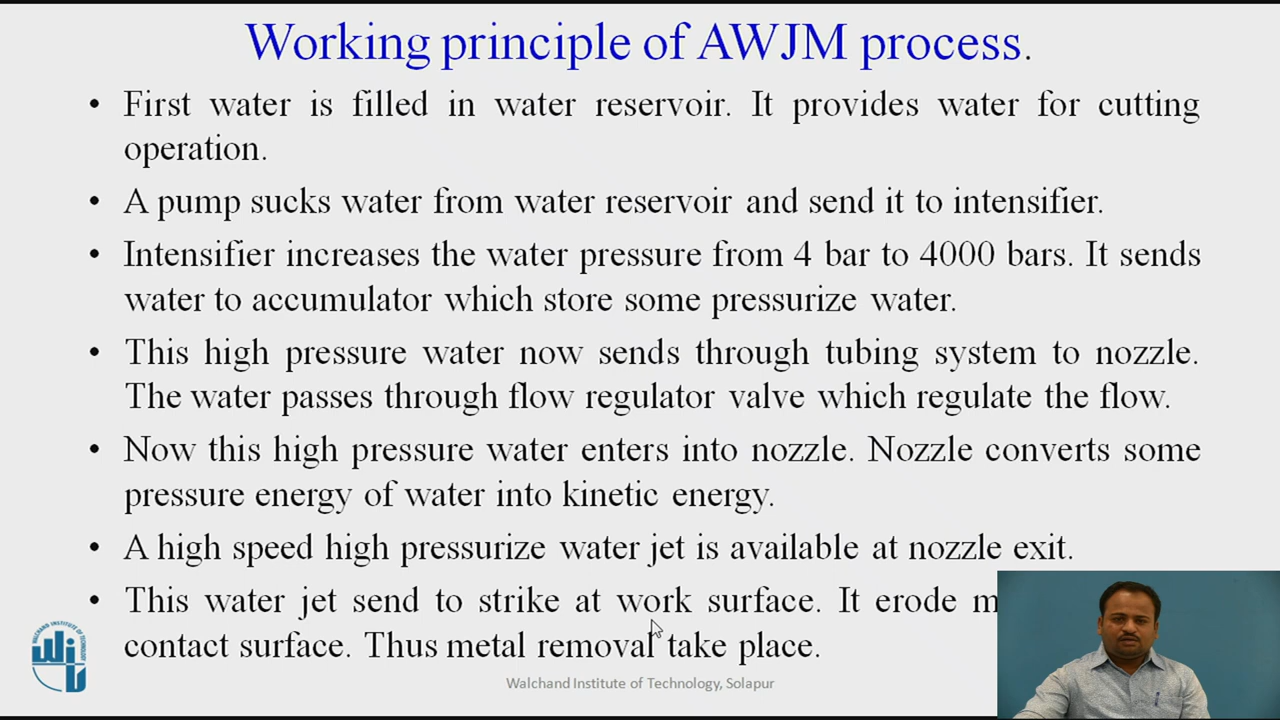 Working principle of AWJM process.
• First water is filled in water reservoir. It provides water for cutting
operation.
• A pump sucks water from water reservoir and send it to intensifier.
• Intensifier increases the water pressure from 4 bar to 4000 bars. It sends
water to accumulator which store some pressurize water.
• This high pressure water now sends through tubing system to nozzle.
The water passes through flow regulator valve which regulate the flow.
• Now this high pressure water enters into nozzle. Nozzle converts some
pressure energy of water into kinetic energy.
• A high speed high pressurize water jet is available at nozzle exit.
• This water jet send to strike at work surface. It erode
contact surface. Thus metal removal take place.
WALCHAND INSTITUTE OF TECHNOLOGY
Walchand Institute of Technology, Solapur